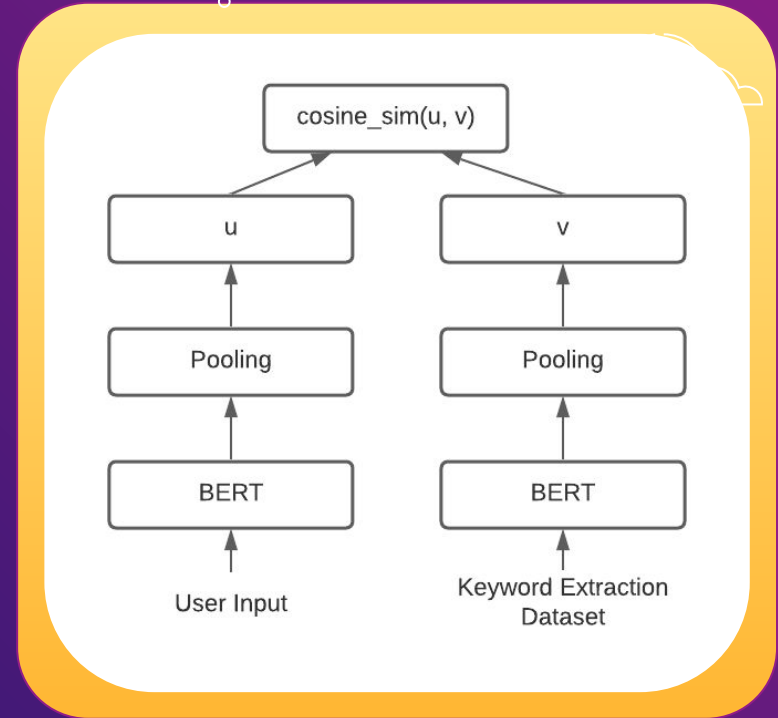 cosine_sim(u, v)
u
v
Pooling
Pooling
BERT
BERT
User Input
Keyword Extraction
Dataset